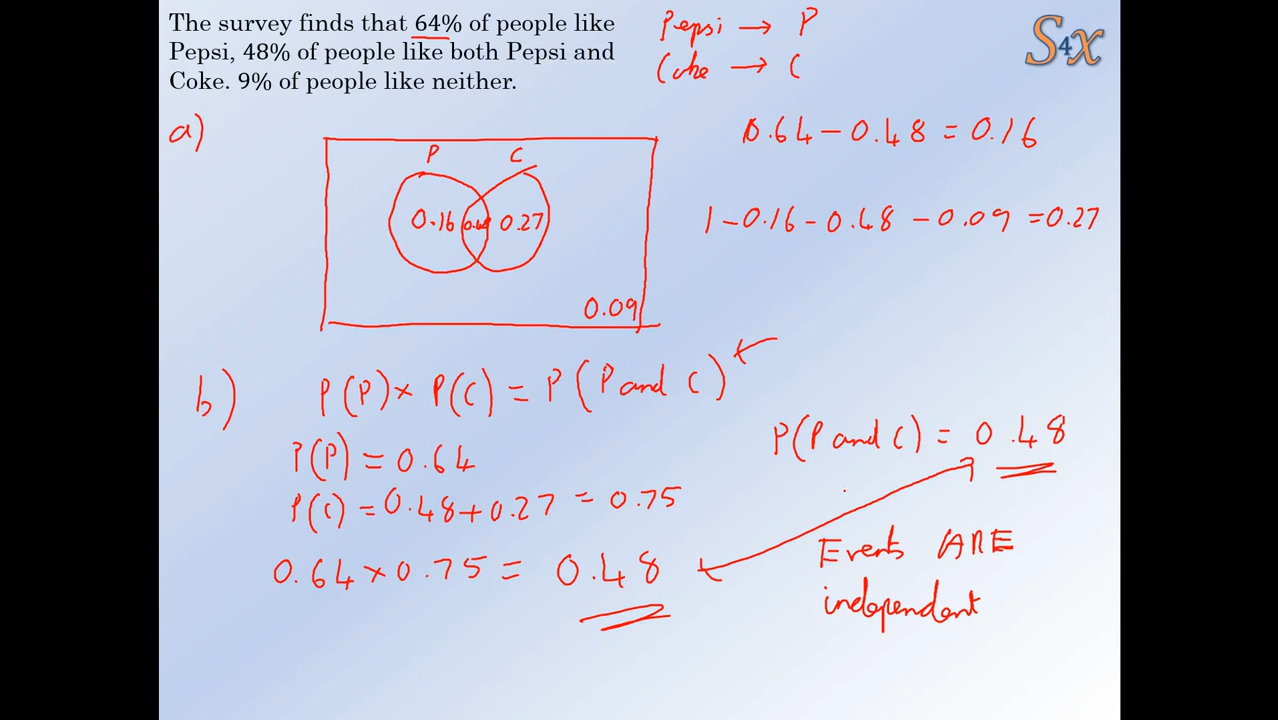 The survey finds that 64% of people like
Pepsi, 48% of people like both Pepsi and
Coke. 9% of people like neither.
Pepsi → P
Coke → C
S4x
a)
0.64 - 0.48 = 0.16
P C
0.16 0.48 0.27
0.09
1 - 0.16 - 0.48 - 0.09 = 0.27
b)
P(P) × P(C) = P(P and C)
P(P) = 0.64
P(C) = 0.48 + 0.27 = 0.75
0.64 × 0.75 = 0.48
P(P and C) = 0.48
Events ARE
independent